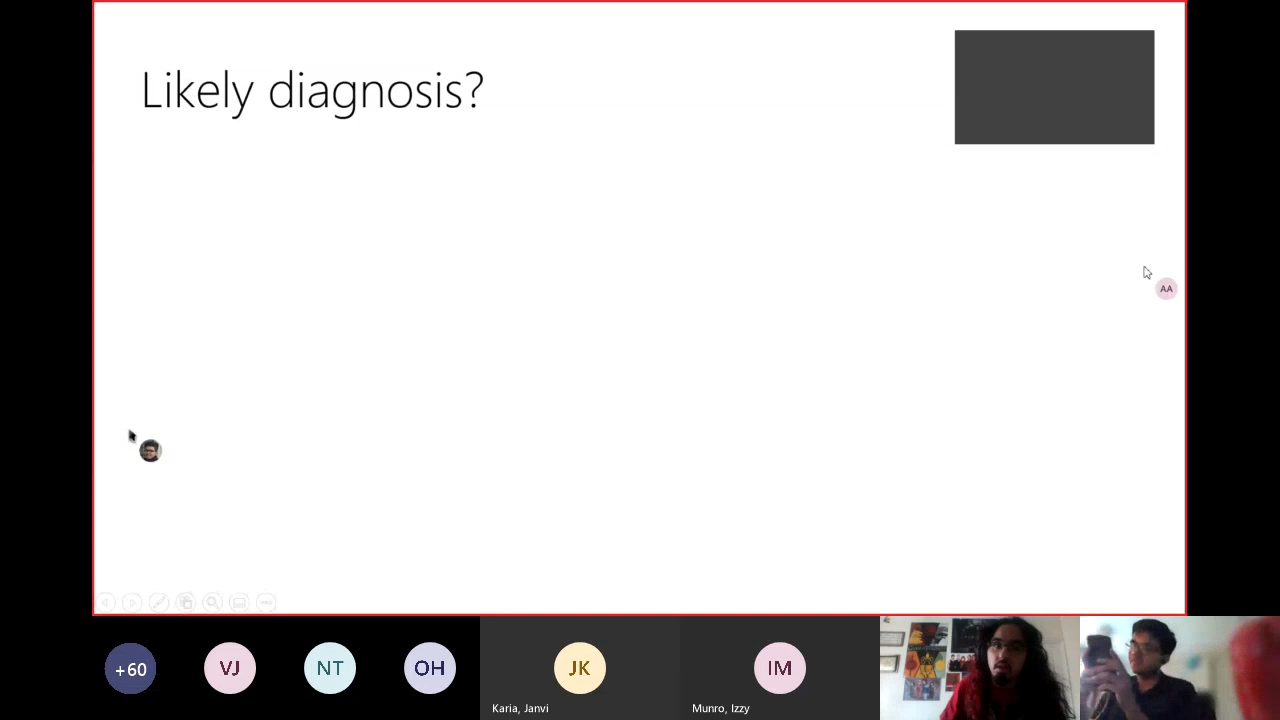 Likely diagnosis?
AA
+60
VJ
NT
OH
JK
IM
Karia, Janvi
Munro, Izzy